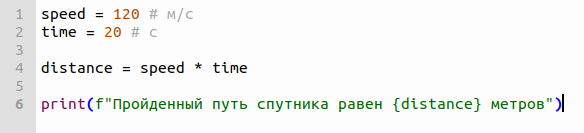 1 speed = 120 # м/с
2 time = 20 # с
3
4 distance = speed * time
5
6 print(f"Пройденный путь спутника равен {distance} метров")